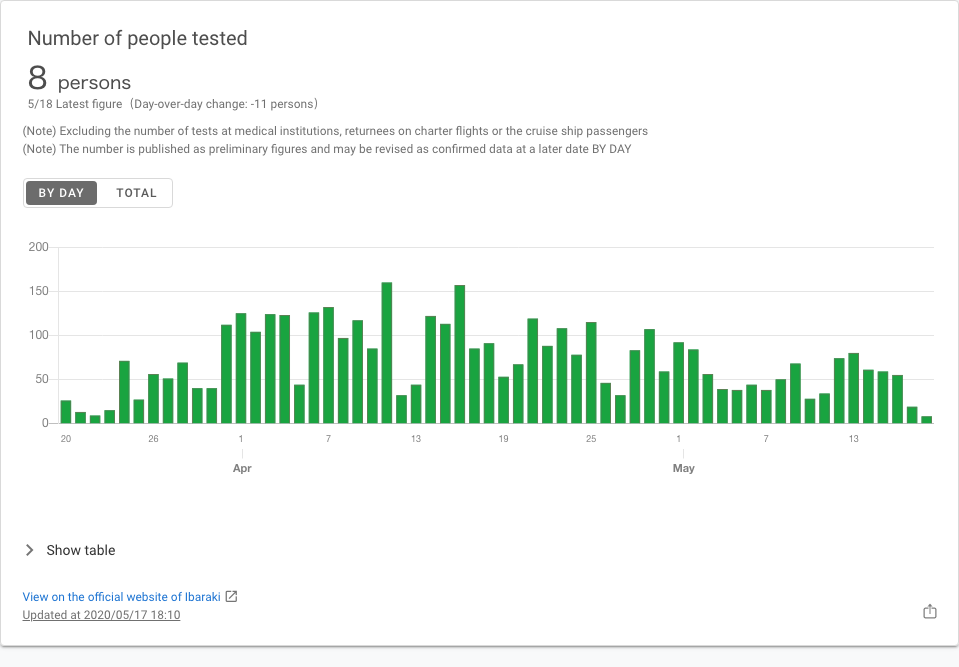 Number of people tested
8 persons
5/18 Latest figure (Day-over-day change: -11 persons)
(Note) Excluding the number of tests at medical institutions, returnees on charter flights or the cruise ship passengers
(Note) The number is published as preliminary figures and may be revised as confirmed data at a later date BY DAY
BY DAY TOTAL
200
150
100
50
0
20 26 1 7 13 19 25 1 7 13
Apr May
Show table
View on the official website of Ibaraki
Updated at 2020/05/17 18:10